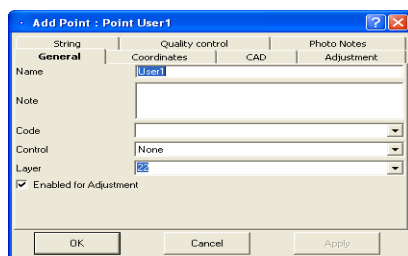 Add Point : Point User1
String Quality control Photo Notes
General Coordinates CAD Adjustment
Name User1
Note
Code
Control None
Layer 22
Enabled for Adjustment
OK Cancel Apply